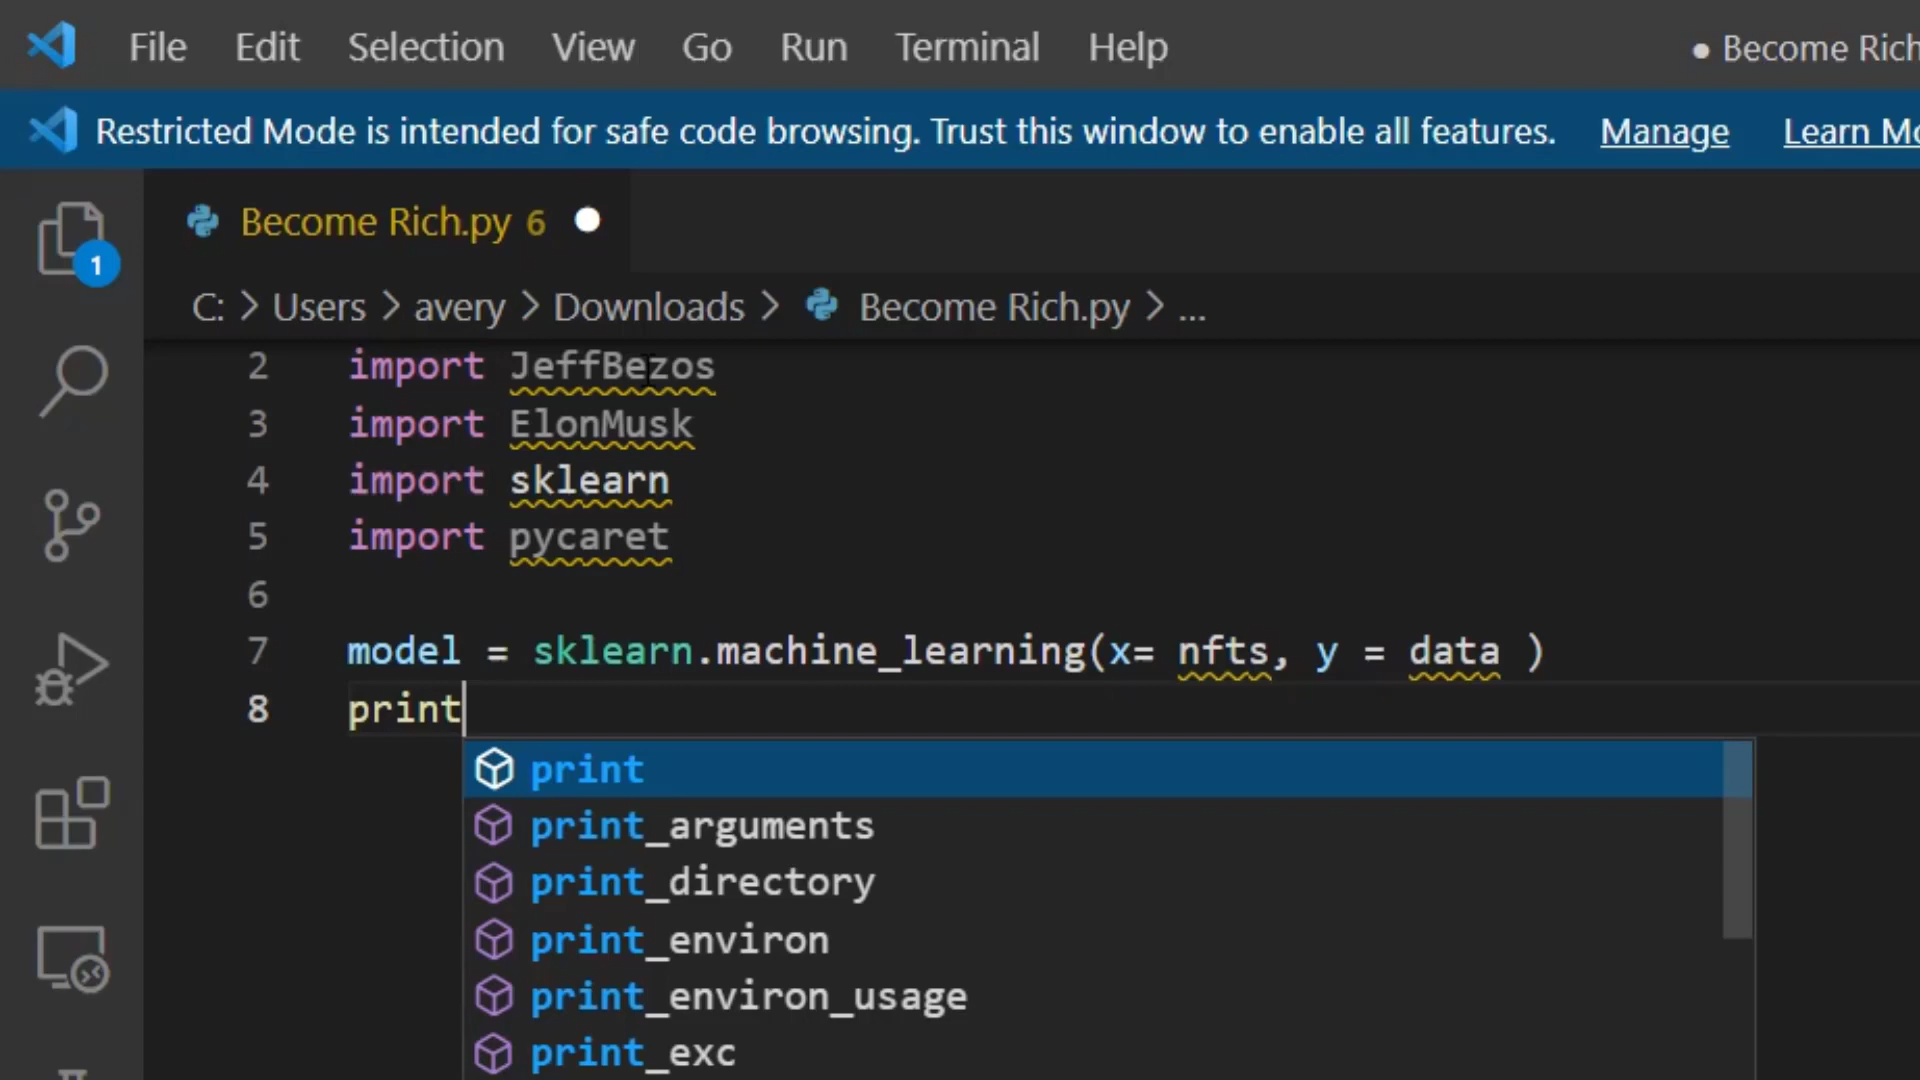 File Edit Selection View Go Run Terminal Help ● Become Rich
Restricted Mode is intended for safe code browsing. Trust this window to enable all features. Manage Learn Mo
Become Rich.py 6
1
C: > Users > avery > Downloads > Become Rich.py > ...
2 import JeffBezos
3 import ElonMusk
4 import sklearn
5 import pycaret
6
7 model = sklearn.machine_learning(x= nfts, y = data )
8 print
print
print_arguments
print_directory
print_environ
print_environ_usage
print_exc